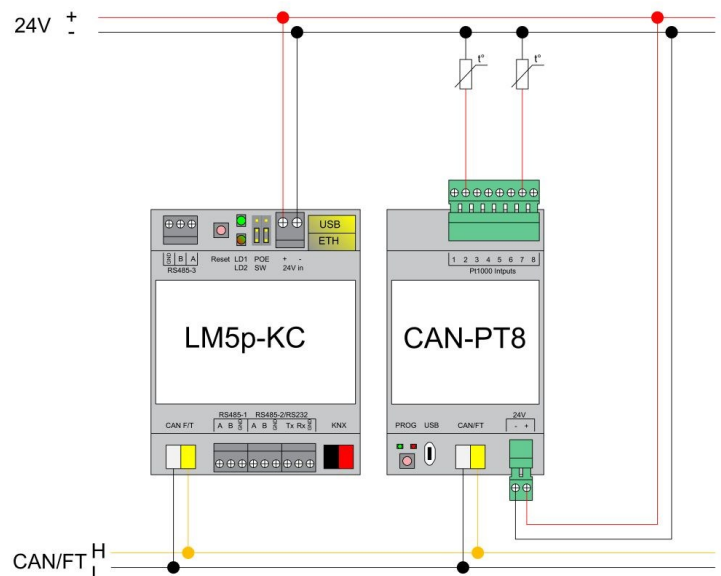 24V + -
t° t°
USB
ETH
GND B A
RS485-3
Reset LD1 POE + -
LD2 SW 24V in
1 2 3 4 5 6 7 8
Pt1000 Intputs
LM5p-KC
CAN-PT8
RS485-1 RS485-2/RS232
CAN F/T A B GND A B GND Tx Rx GND KNX
24V
PROG USB CAN/FT - +
CAN/FT H
L